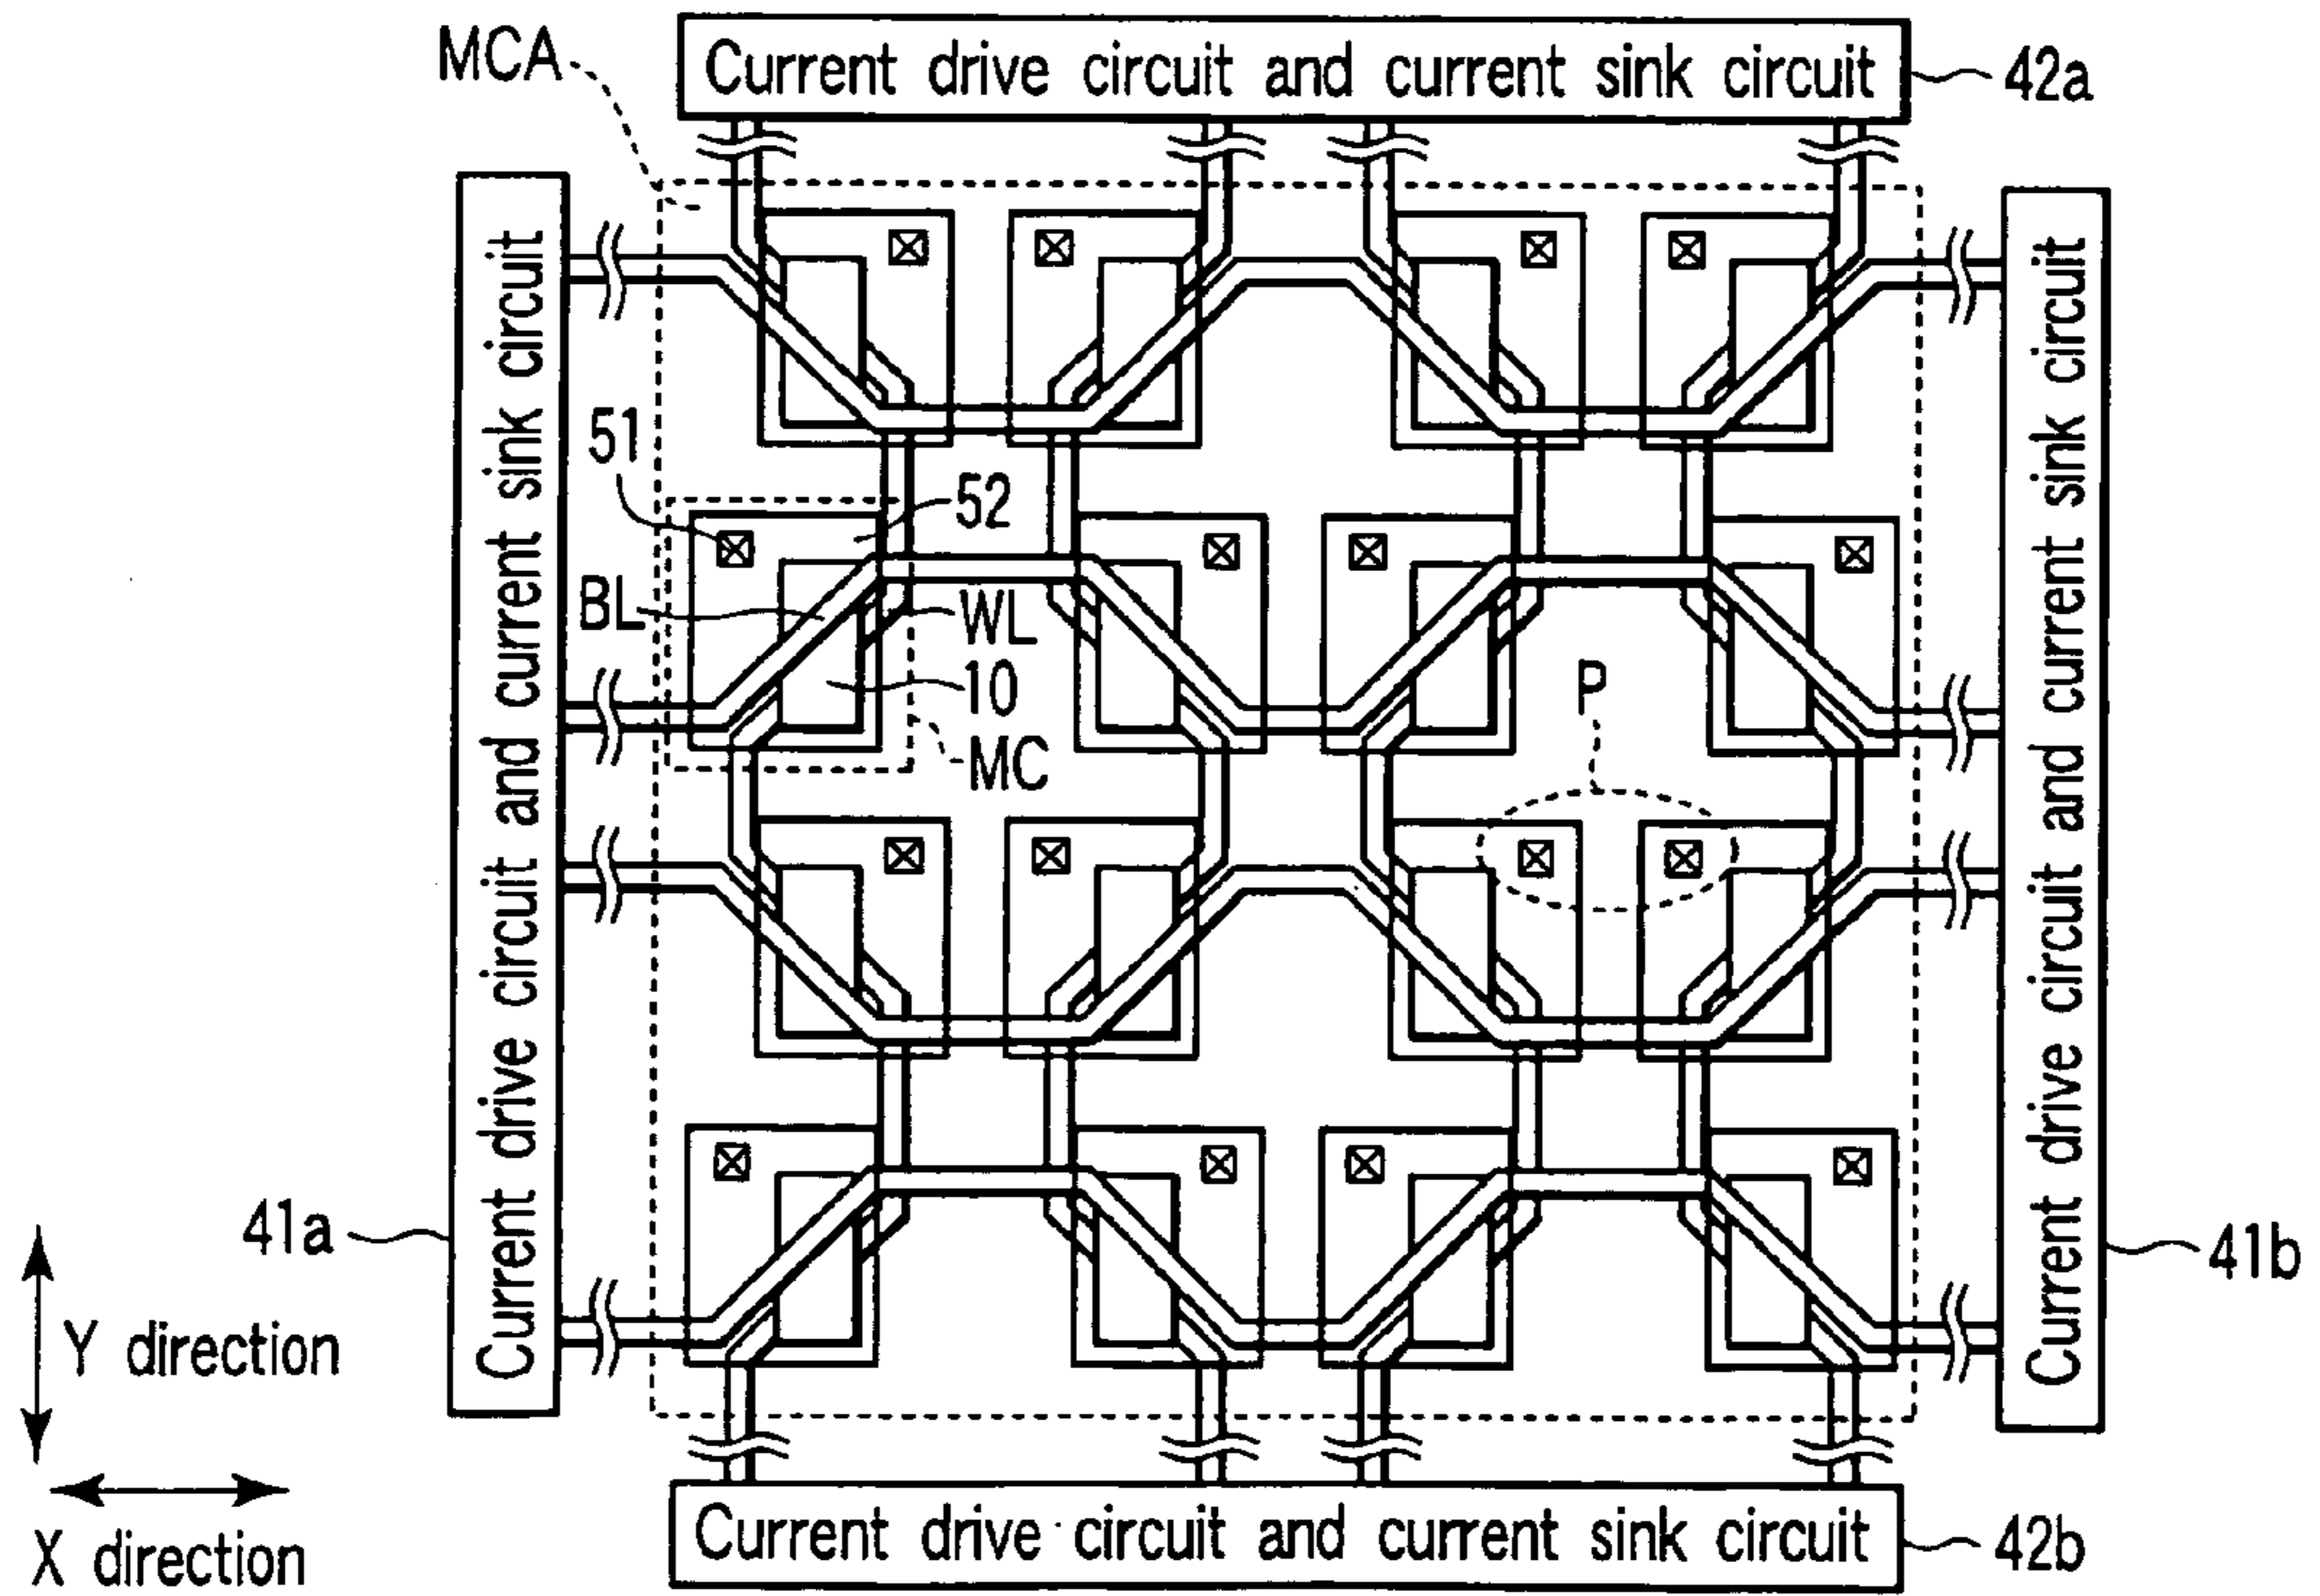 MCA
Current drive circuit and current sink circuit
42a
Current drive circuit and current sink circuit
Current drive circuit and current sink circuit
51
52
BL
WL
10
MC
P
41a
41b
Y direction
X direction
Current drive circuit and current sink circuit
42b